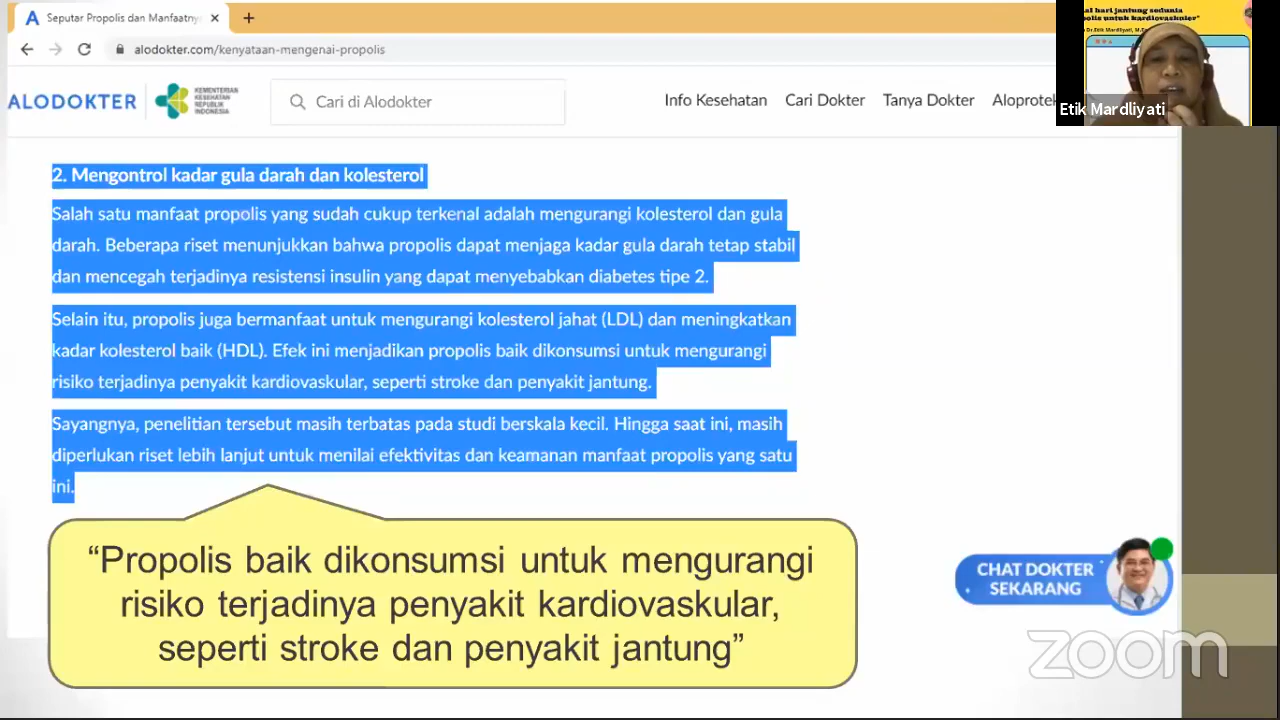 Seputar Propolis dan Manfaatny
alodokter.com/kenyataan-mengenai-propolis
ALODOKTER
KEMENTERIAN
KESEHATAN
REPUBLIK
INDONESIA
Cari di Alodokter
Info Kesehatan
Cari Dokter
Tanya Dokter
Aloprotek
hari jantung sedunia
untuk kardiovaskuler"
Etik Mardliyati
2. Mengontrol kadar gula darah dan kolesterol
Salah satu manfaat propolis yang sudah cukup terkenal adalah mengurangi kolesterol dan gula
darah. Beberapa riset menunjukkan bahwa propolis dapat menjaga kadar gula darah tetap stabil
dan mencegah terjadinya resistensi insulin yang dapat menyebabkan diabetes tipe 2.
Selain itu, propolis juga bermanfaat untuk mengurangi kolesterol jahat (LDL) dan meningkatkan
kadar kolesterol baik (HDL). Efek ini menjadikan propolis baik dikonsumsi untuk mengurangi
risiko terjadinya penyakit kardiovaskular, seperti stroke dan penyakit jantung.
Sayangnya, penelitian tersebut masih terbatas pada studi berskala kecil. Hingga saat ini, masih
diperlukan riset lebih lanjut untuk menilai efektivitas dan keamanan manfaat propolis yang satu
ini.
“Propolis baik dikonsumsi untuk mengurangi
risiko terjadinya penyakit kardiovaskular,
seperti stroke dan penyakit jantung”
CHAT DOKTER
SEKARANG
zoom